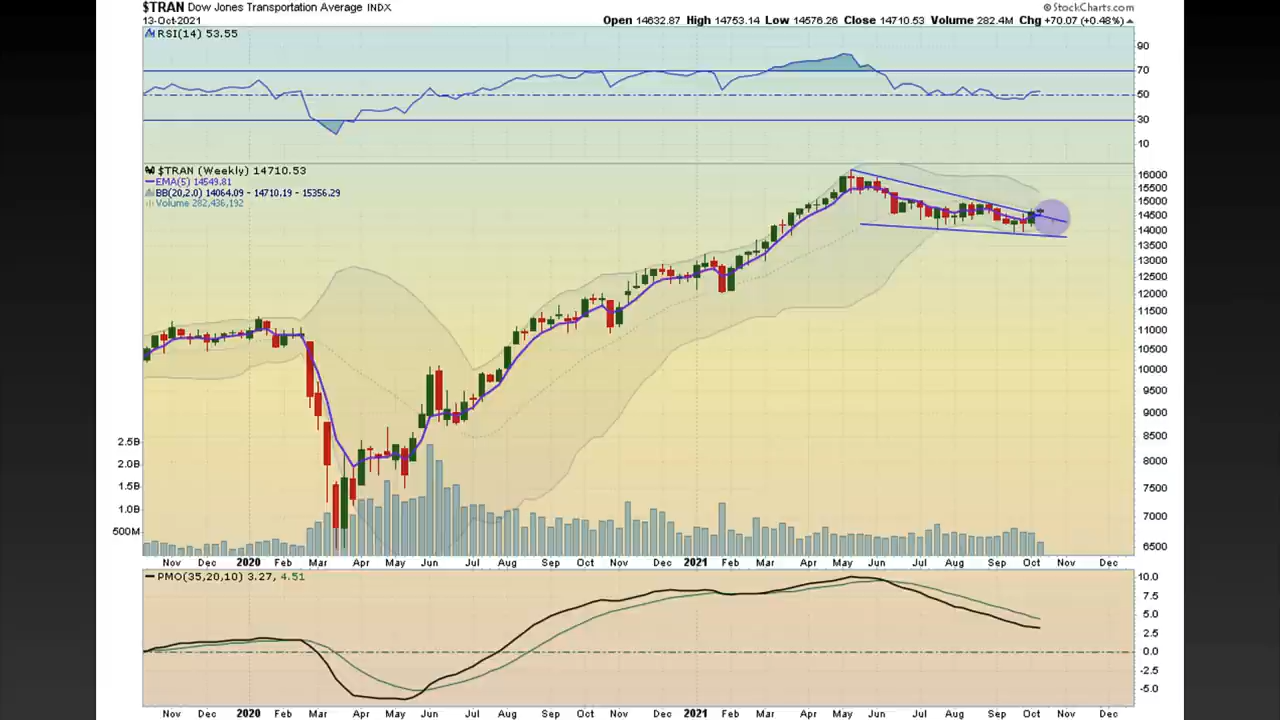 $TRAN Dow Jones Transportation Average INDX
© StockCharts.com
13-Oct-2021
Open 14632.87 High 14753.14 Low 14576.26 Close 14710.53 Volume 282.4M Chg +70.07 (+0.48%)
RSI(14) 53.55
90
70
50
30
10
$TRAN (Weekly) 14710.53
EMA(5) 14549.81
BB(20,2.0) 14064.09 - 14710.19 - 15356.29
Volume 282,436,192
16000
15500
15000
14500
14000
13500
13000
12500
12000
11500
11000
10500
10000
9500
9000
8500
8000
7500
7000
6500
2.5B
2.0B
1.5B
1.0B
500M
Nov Dec 2020 Feb Mar Apr May Jun Jul Aug Sep Oct Nov Dec 2021 Feb Mar Apr May Jun Jul Aug Sep Oct Nov Dec
PMO(35,20,10) 3.27, 4.51
10.0
7.5
5.0
2.5
0.0
-2.5
-5.0
Nov Dec 2020 Feb Mar Apr May Jun Jul Aug Sep Oct Nov Dec 2021 Feb Mar Apr May Jun Jul Aug Sep Oct Nov Dec